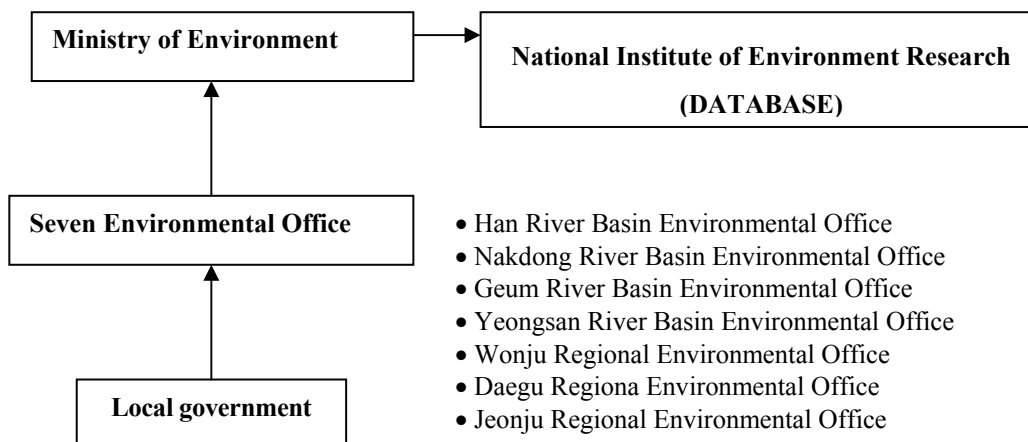 Ministry of Environment
National Institute of Environment Research
(DATABASE)
Seven Environmental Office
• Han River Basin Environmental Office
• Nakdong River Basin Environmental Office
• Geum River Basin Environmental Office
• Yeongsan River Basin Environmental Office
• Wonju Regional Environmental Office
• Daegu Regiona Environmental Office
• Jeonju Regional Environmental Office
Local government